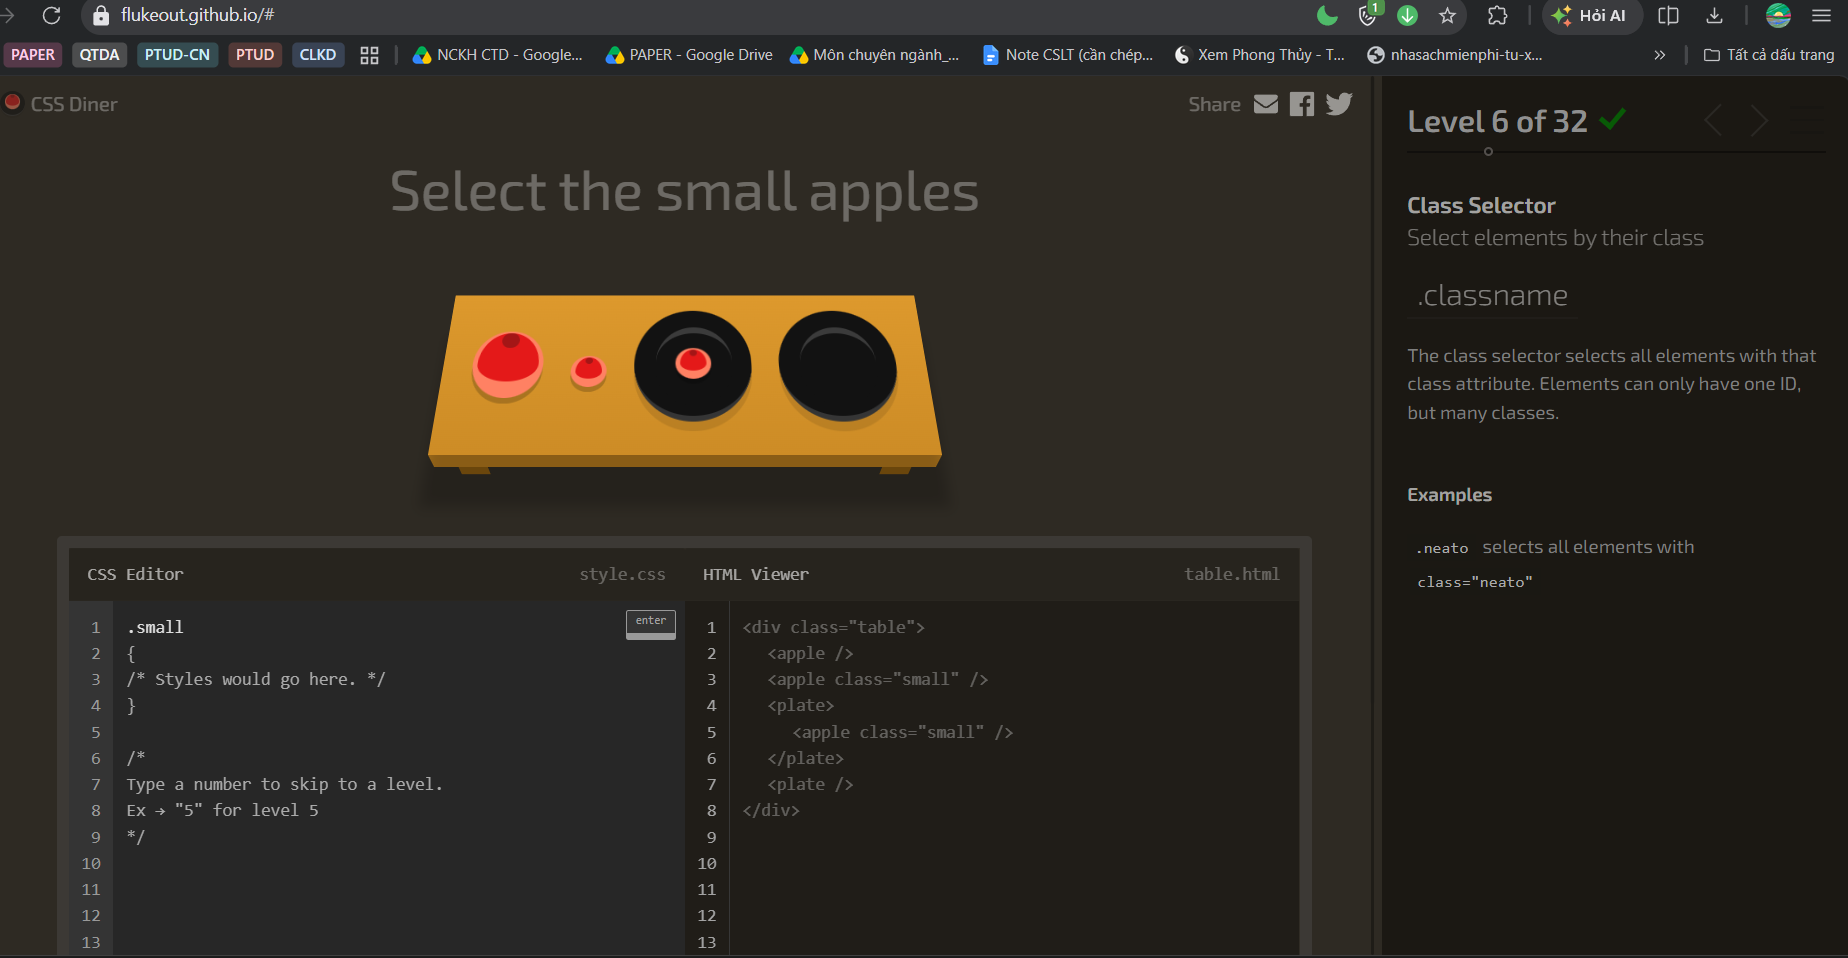 flukeout.github.io/#
1
Hỏi AI
PAPER QTDA PTUD-CN PTUD CLKD NCKH CTD - Google... PAPER - Google Drive Môn chuyên ngành_... Note CSLT (cần chép... Xem Phong Thủy - T... nhasachmienphi-tu-x... » Tất cả dấu trang
CSS Diner
Share
Select the small apples
CSS Editor style.css
1 .small
enter
2 {
3 /* Styles would go here. */
4 }
5
6 /*
7 Type a number to skip to a level.
8 Ex → "5" for level 5
9 */
10
11
12
13
HTML Viewer table.html
1 <div class="table">
2 <apple />
3 <apple class="small" />
4 <plate>
5 <apple class="small" />
6 </plate>
7 <plate />
8 </div>
9
10
11
12
13
Level 6 of 32
Class Selector
Select elements by their class
.classname
The class selector selects all elements with that
class attribute. Elements can only have one ID,
but many classes.
Examples
.neato selects all elements with
class="neato"